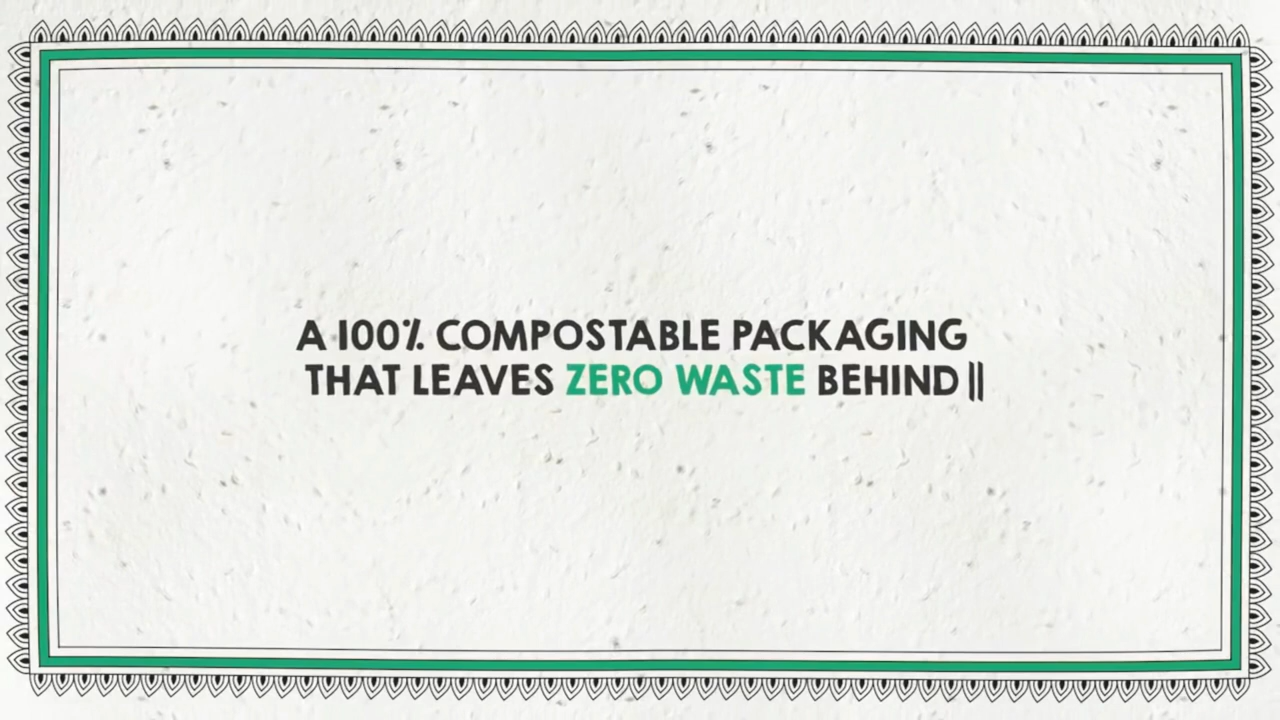 A 100% COMPOSTABLE PACKAGING
THAT LEAVES ZERO WASTE BEHIND ||